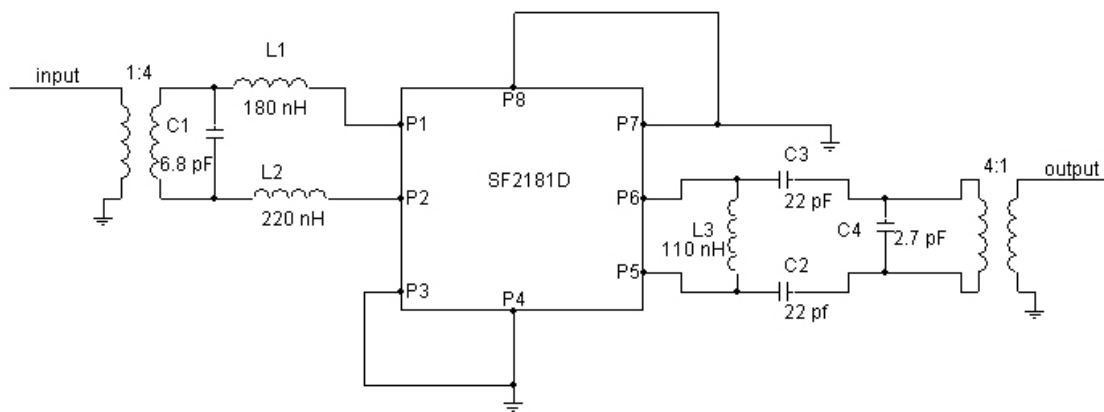 input
1:4
C1
6.8 pF
L1
180 nH
L2
220 nH
P1
P2
P3
P4
P8
SF2181D
P7
P6
P5
L3
110 nH
C3
22 pF
C2
22 pf
C4
2.7 pF
4:1
output